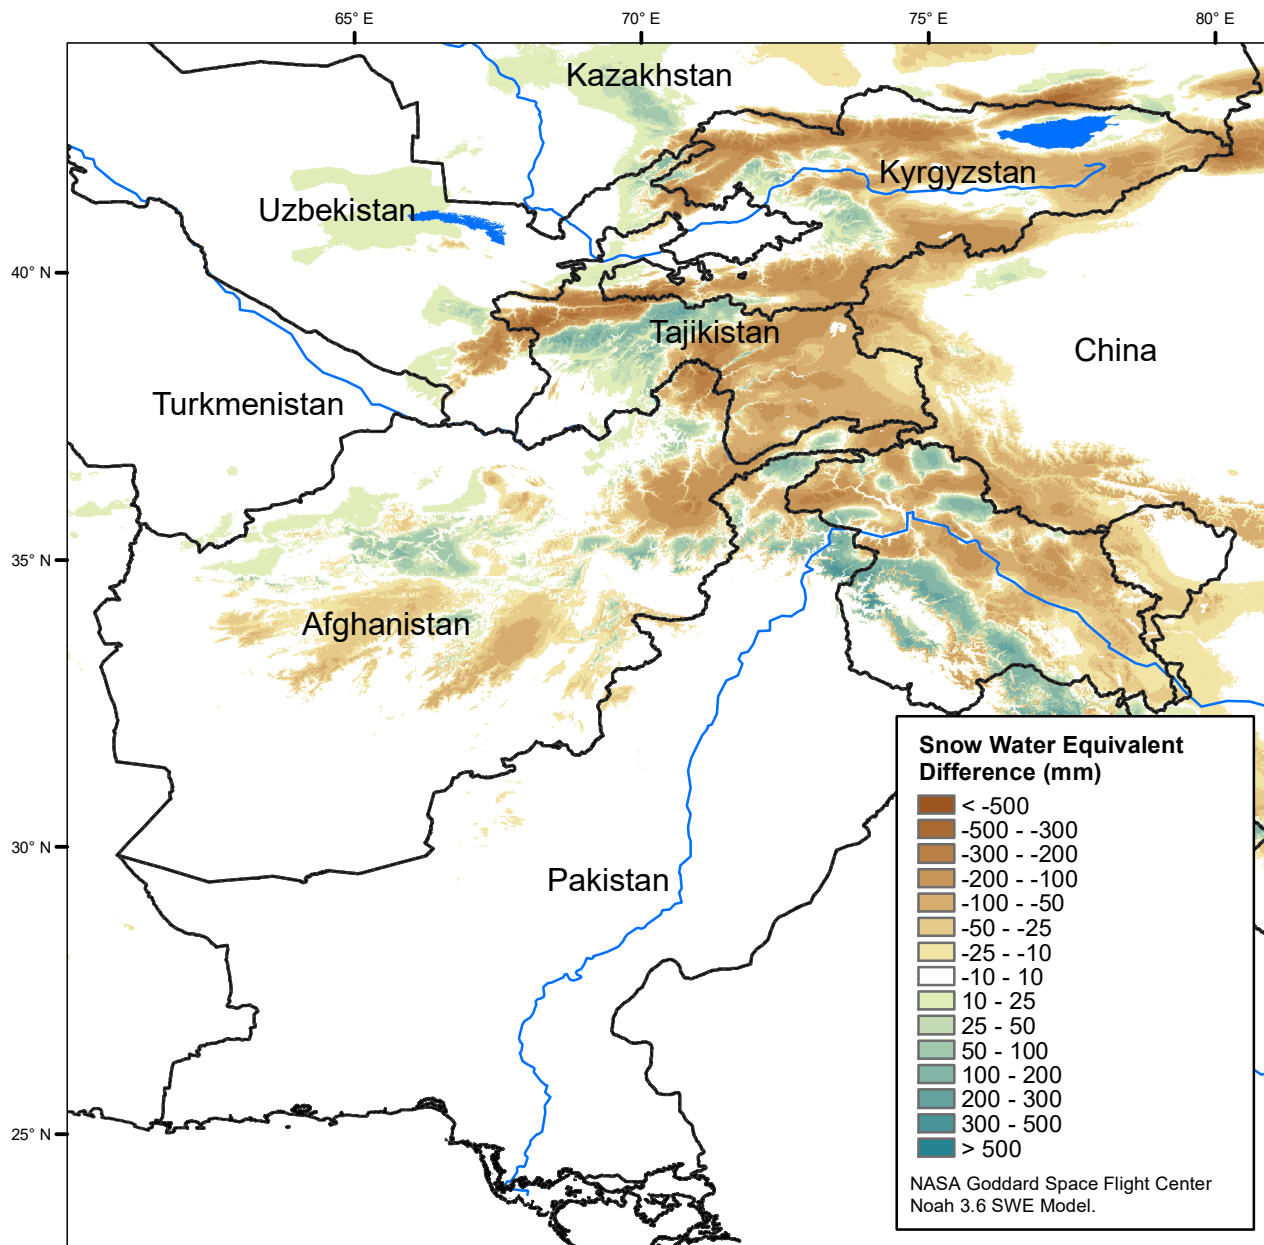 65° E 70° E 75° E 80° E
Kazakhstan
Kyrgyzstan
Uzbekistan
40° N
Tajikistan
China
Turkmenistan
35° N
Afghanistan
Snow Water Equivalent
Difference (mm)
< -500
-500 - -300
-300 - -200
-200 - -100
-100 - -50
-50 - -25
-25 - -10
-10 - 10
10 - 25
25 - 50
50 - 100
100 - 200
200 - 300
300 - 500
> 500
NASA Goddard Space Flight Center
Noah 3.6 SWE Model.
30° N
Pakistan
25° N